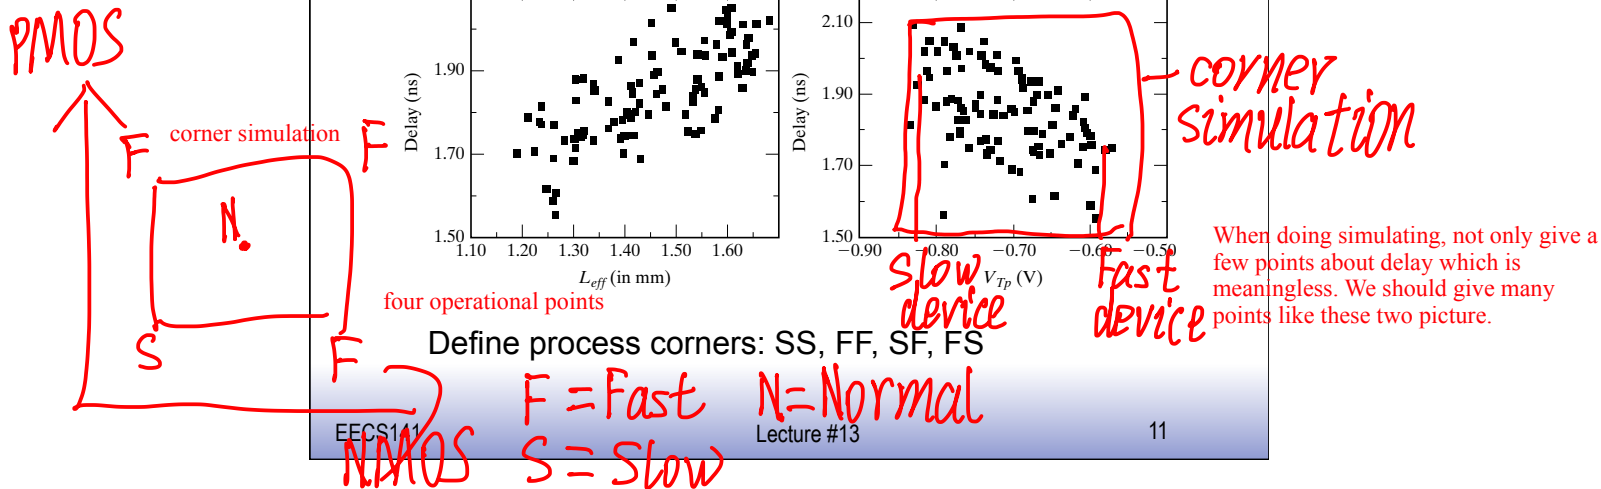 PMOS
F
corner simulation
F
N
S
F
NMOS
four operational points
Delay (ns)
1.90
1.70
1.50
1.10
1.20
1.30
1.40
1.50
1.60
L_eff (in mm)
Delay (ns)
2.10
1.90
1.70
1.50
−0.90
−0.80
−0.70
−0.60
−0.50
V_Tp (V)
slow
device
Fast
device
corner
simulation
When doing simulating, not only give a
few points about delay which is
meaningless. We should give many
points like these two picture.
Define process corners: SS, FF, SF, FS
F = Fast N = Normal
S = Slow
EECS141
Lecture #13
11